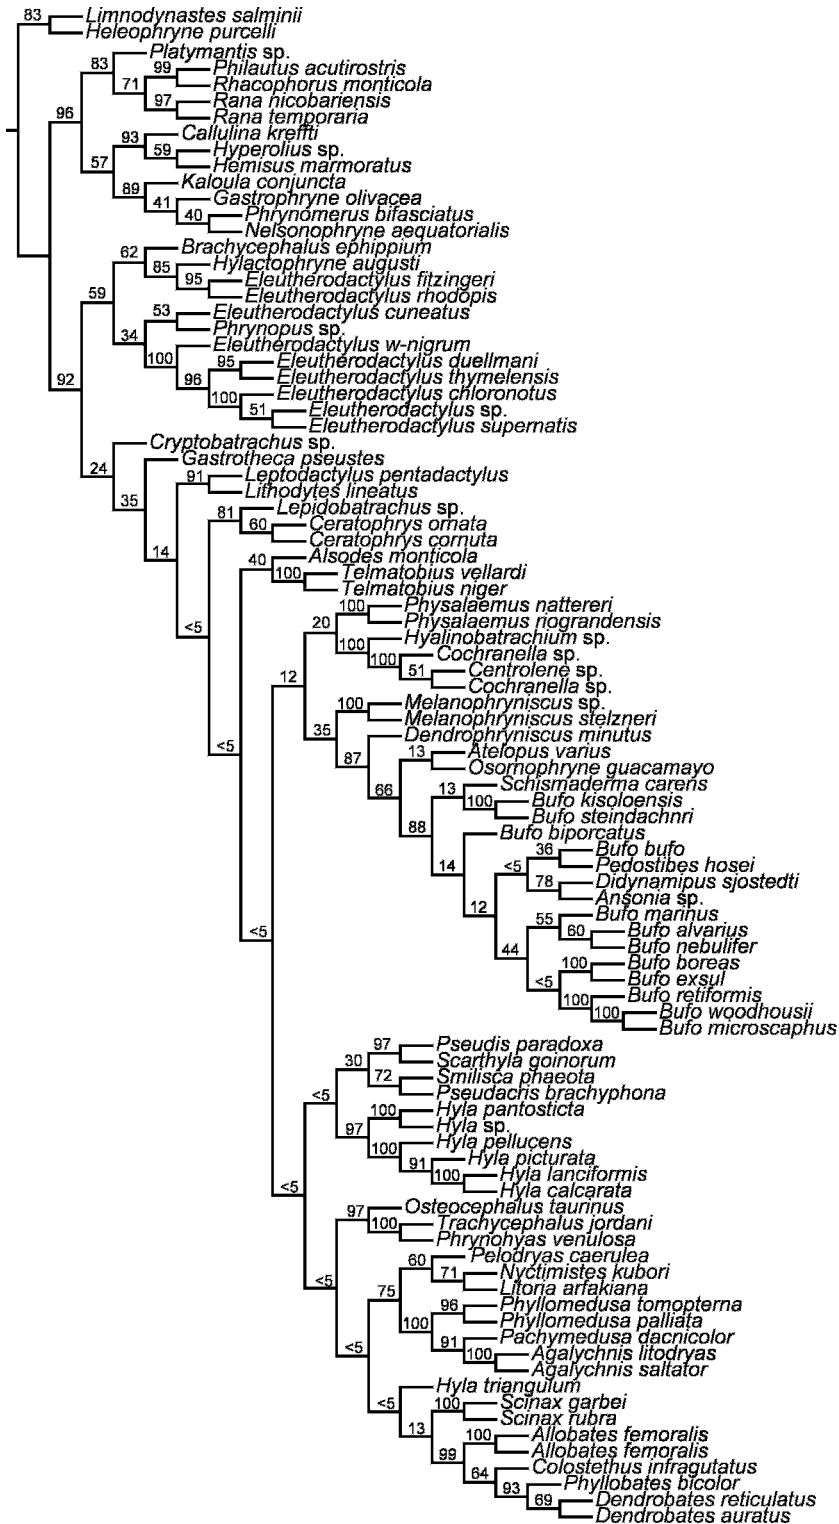 83
Limnodynastes salminii
Heleophryne purcelli
Platymantis sp.
83
99
Philautus acutirostris
71
Rhacophorus monticola
97
Rana nicobariensis
96
Rana temporaria
93
Callulina kreffti
59
Hyperolius sp.
57
Hemisus marmoratus
89
Kaloula conjuncta
41
Gastrophryne olivacea
40
Phrynomerus bifasciatus
Nelsonophryne aequatorialis
62
Brachycephalus ephippium
85
Hylactophryne augusti
95
Eleutherodactylus fitzingeri
59
Eleutherodactylus rhodopis
53
Eleutherodactylus cuneatus
34
Phrynopus sp.
100
Eleutherodactylus w-nigrum
95
Eleutherodactylus duellmani
96
Eleutherodactylus thymelensis
92
100
Eleutherodactylus chloronotus
51
Eleutherodactylus sp.
Eleutherodactylus supernatis
Cryptobatrachus sp.
24
Gastrotheca pseustes
91
Leptodactylus pentadactylus
35
Lithodytes lineatus
81
Lepidobatrachus sp.
60
Ceratophrys ornata
Ceratophrys cornuta
14
40
Alsodes monticola
100
Telmatobius vellardi
Telmatobius niger
100
Physalaemus nattereri
20
Physalaemus riograndensis
<5
100
Hyalinobatrachium sp.
100
Cochranella sp.
51
Centrolene sp.
12
Cochranella sp.
100
Melanophryniscus sp.
35
Melanophryniscus stelzneri
Dendrophryniscus minutus
<5
87
13
Atelopus varius
Osornophryne guacamayo
66
13
Schismaderma carens
100
Bufo kisoloensis
Bufo steindachnri
88
Bufo biporcatus
36
Bufo bufo
14
<5
Pedostibes hosei
78
Didynamipus sjostedti
Ansonia sp.
12
55
Bufo marinus
60
Bufo alvarius
<5
44
Bufo nebulifer
100
Bufo boreas
<5
Bufo exsul
100
Bufo retiformis
100
Bufo woodhousii
Bufo microscaphus
97
Pseudis paradoxa
30
Scarthyla goinorum
72
Smilisca phaeota
<5
Pseudacris brachyphona
100
Hyla pantosticta
97
Hyla sp.
100
Hyla pellucens
91
Hyla picturata
100
Hyla lanciformis
<5
Hyla calcarata
97
Osteocephalus taurinus
100
Trachycephalus jordani
Phrynohyas venulosa
60
Pelodryas caerulea
<5
71
Nyctimistes kubori
75
Litoria arfakiana
96
Phyllomedusa tomopterna
100
Phyllomedusa palliata
91
Pachymedusa dacnicolor
<5
100
Agalychnis litodryas
Agalychnis saltator
Hyla triangulum
<5
100
Scinax garbei
Scinax rubra
13
100
Allobates femoralis
Allobates femoralis
99
Colostethus infragutatus
64
Phyllobates bicolor
93
69
Dendrobates reticulatus
Dendrobates auratus